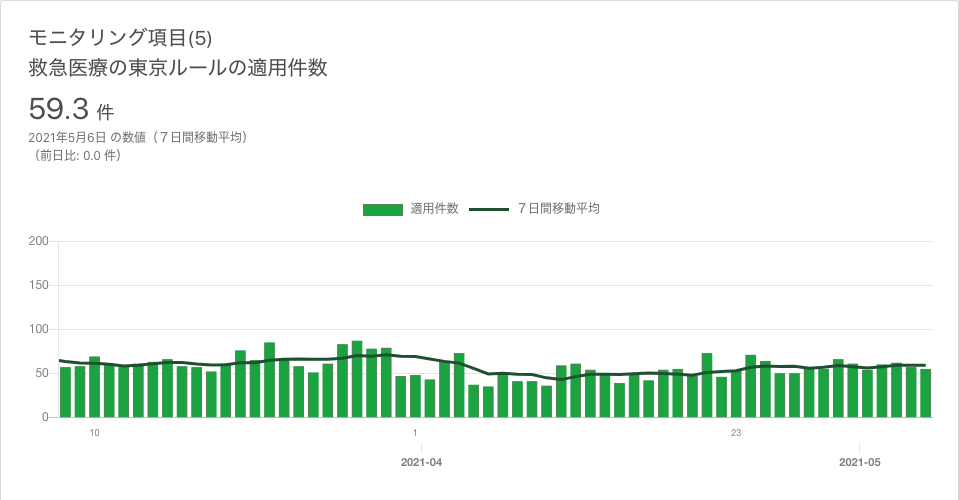 モニタリング項目(5)
救急医療の東京ルールの適用件数
59.3 件
2021年5月6日 の数値（７日間移動平均）
（前日比: 0.0 件）
適用件数 ７日間移動平均
200
150
100
50
0
10 1 23
2021-04 2021-05